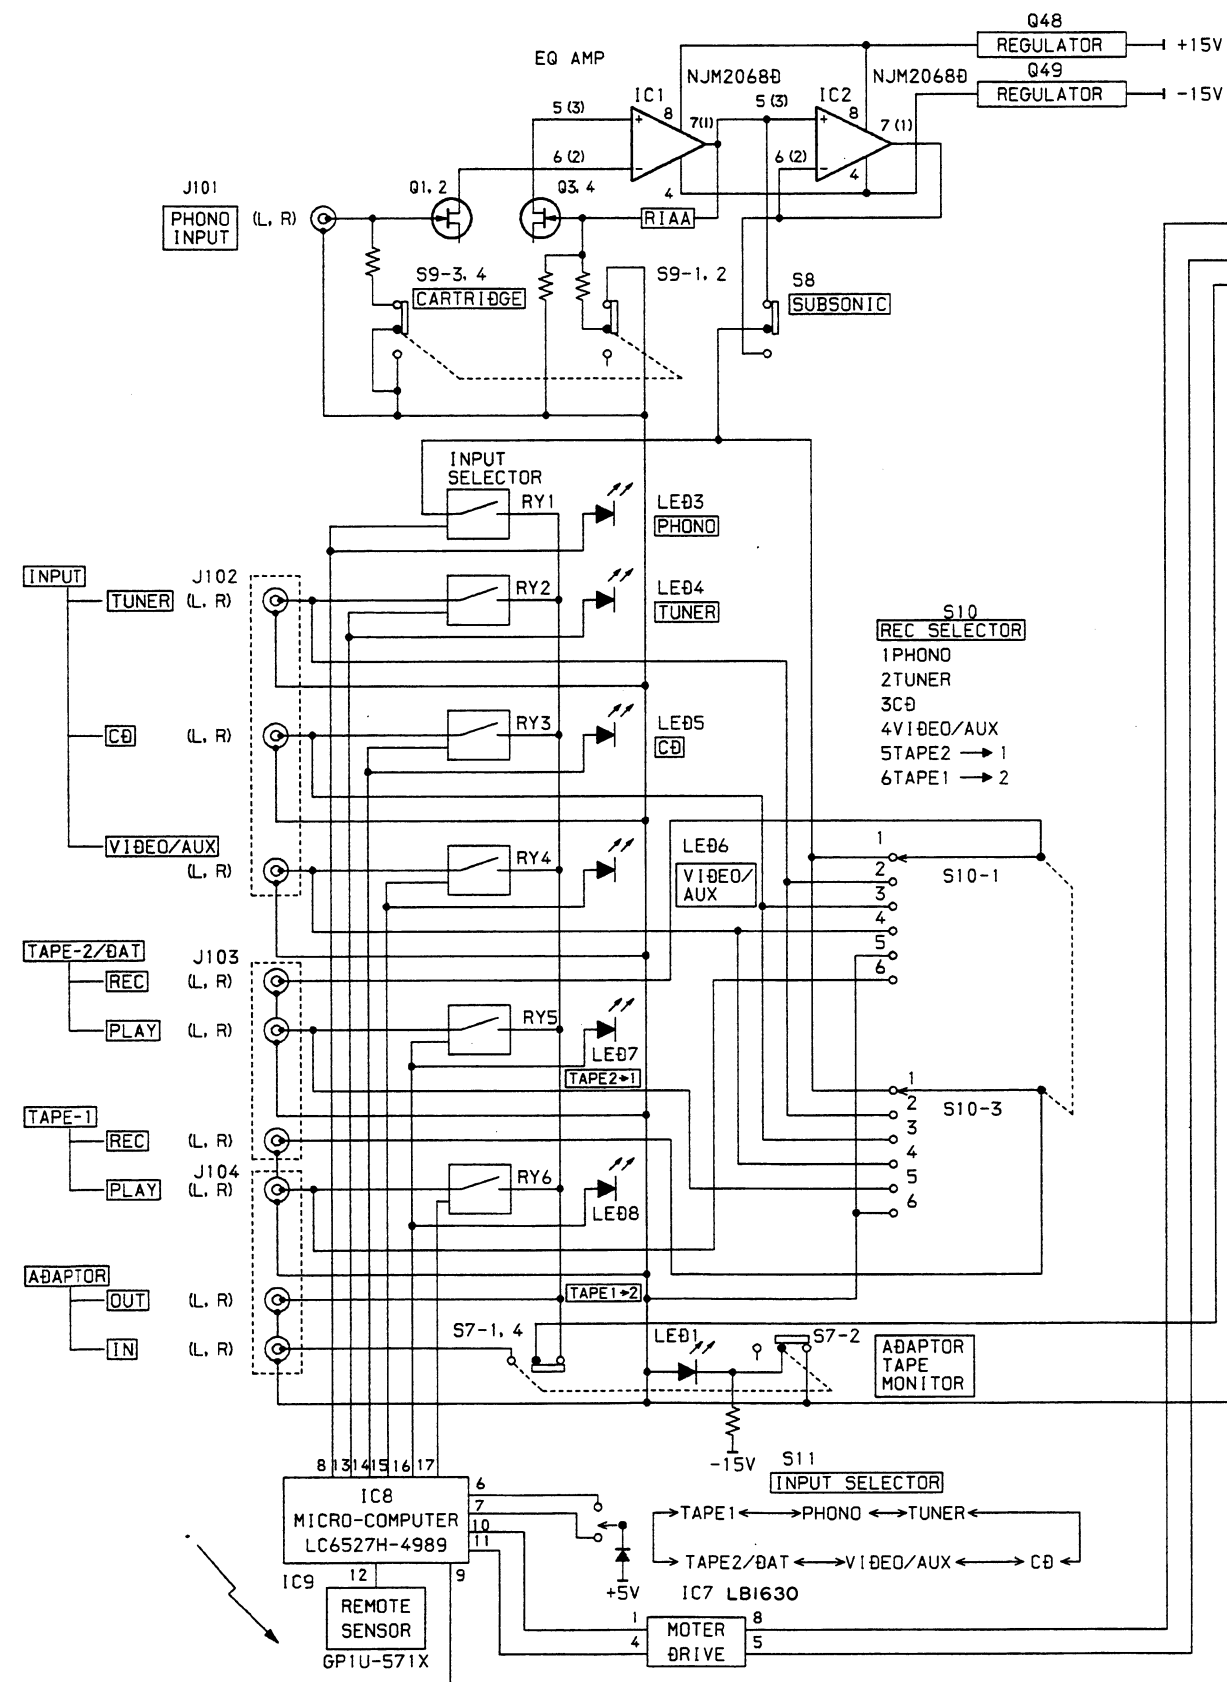 Q48
REGULATOR
+15V
EQ AMP
Q49
NJM2068D
NJM2068D
REGULATOR
-15V
IC1
IC2
5 (3)
8
7(1)
5 (3)
8
7 (1)
6 (2)
6 (2)
4
4
J101
Q1, 2
Q3, 4
PHONO
INPUT
(L, R)
RIAA
+
-
+
-
S9-3, 4
S9-1, 2
S8
CARTRIDGE
SUBSONIC
INPUT
SELECTOR
RY1
LED3
PHONO
INPUT
J102
TUNER
(L, R)
RY2
LED4
TUNER
S10
REC SELECTOR
1PHONO
2TUNER
3CD
4VIDEO/AUX
5TAPE2 → 1
6TAPE1 → 2
CD
(L, R)
RY3
LED5
CD
VIDEO/AUX
(L, R)
RY4
LED6
VIDEO/
AUX
1
2
3
4
5
6
S10-1
TAPE-2/DAT
J103
REC
(L, R)
PLAY
(L, R)
RY5
LED7
TAPE2→1
1
2
3
4
5
6
S10-3
TAPE-1
REC
(L, R)
J104
PLAY
(L, R)
RY6
LED8
ADAPTOR
OUT
(L, R)
TAPE1→2
IN
(L, R)
S7-1, 4
LED1
S7-2
ADAPTOR
TAPE
MONITOR
-15V
8 13 14 15 16 17
S11
INPUT SELECTOR
IC8
MICRO-COMPUTER
LC6527H-4989
6
7
10
11
→TAPE1←→PHONO←→TUNER←
→TAPE2/DAT←→VIDEO/AUX←→CD←
+5V
IC9
12
9
IC7 LB1630
REMOTE
SENSOR
GP1U-571X
1
4
MOTER
DRIVE
8
5